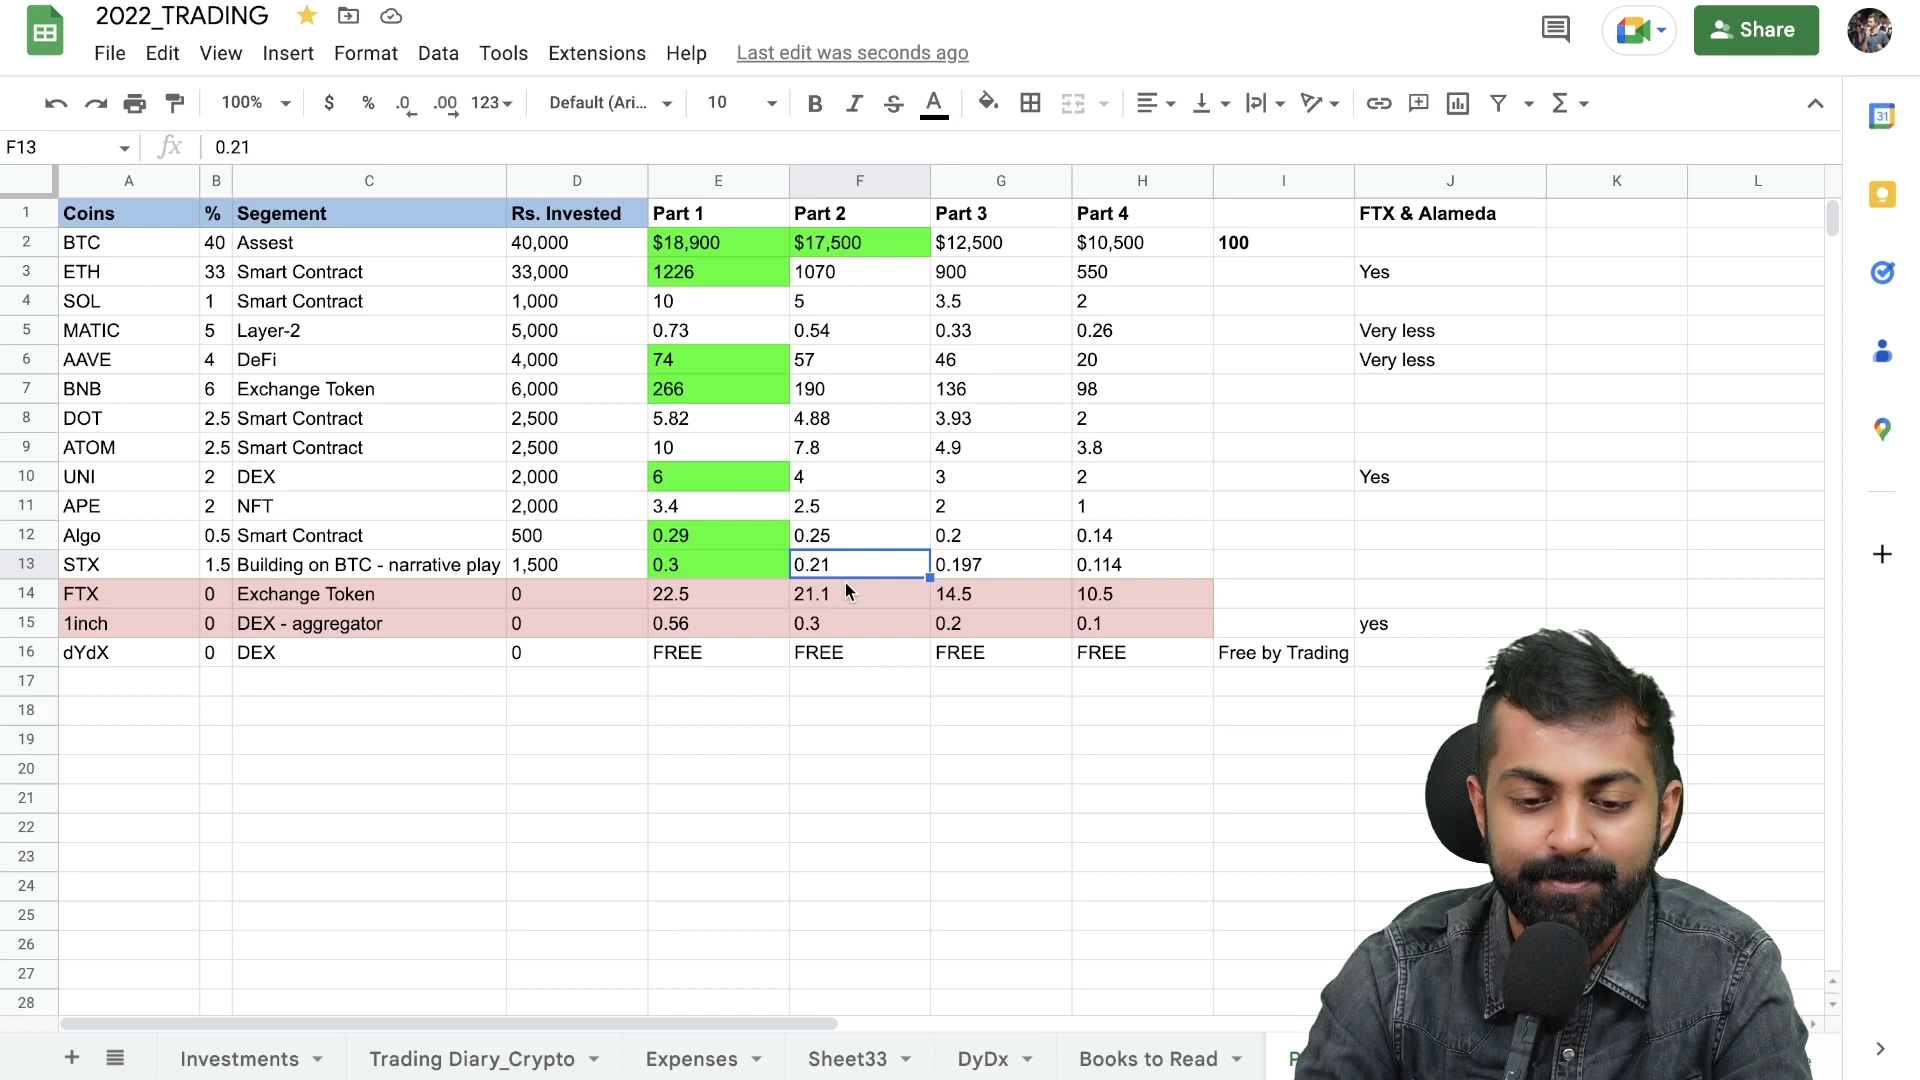 2022_TRADING
File Edit View Insert Format Data Tools Extensions Help Last edit was seconds ago
Share
100% $ % .0 .00 123 Default (Ari... 10 B I S A
31
F13 fx 0.21
A B C D E F G H I J K L
1 Coins % Segement Rs. Invested Part 1 Part 2 Part 3 Part 4 FTX & Alameda
2 BTC 40 Assest 40,000 $18,900 $17,500 $12,500 $10,500 100
3 ETH 33 Smart Contract 33,000 1226 1070 900 550 Yes
4 SOL 1 Smart Contract 1,000 10 5 3.5 2
5 MATIC 5 Layer-2 5,000 0.73 0.54 0.33 0.26 Very less
6 AAVE 4 DeFi 4,000 74 57 46 20 Very less
7 BNB 6 Exchange Token 6,000 266 190 136 98
8 DOT 2.5 Smart Contract 2,500 5.82 4.88 3.93 2
9 ATOM 2.5 Smart Contract 2,500 10 7.8 4.9 3.8
10 UNI 2 DEX 2,000 6 4 3 2 Yes
11 APE 2 NFT 2,000 3.4 2.5 2 1
12 Algo 0.5 Smart Contract 500 0.29 0.25 0.2 0.14
13 STX 1.5 Building on BTC - narrative play 1,500 0.3 0.21 0.197 0.114
14 FTX 0 Exchange Token 0 22.5 21.1 14.5 10.5
15 1inch 0 DEX - aggregator 0 0.56 0.3 0.2 0.1 yes
16 dYdX 0 DEX 0 FREE FREE FREE FREE Free by Trading
17
18
19
20
21
22
23
24
25
26
27
28
Investments Trading Diary_Crypto Expenses Sheet33 DyDx Books to Read